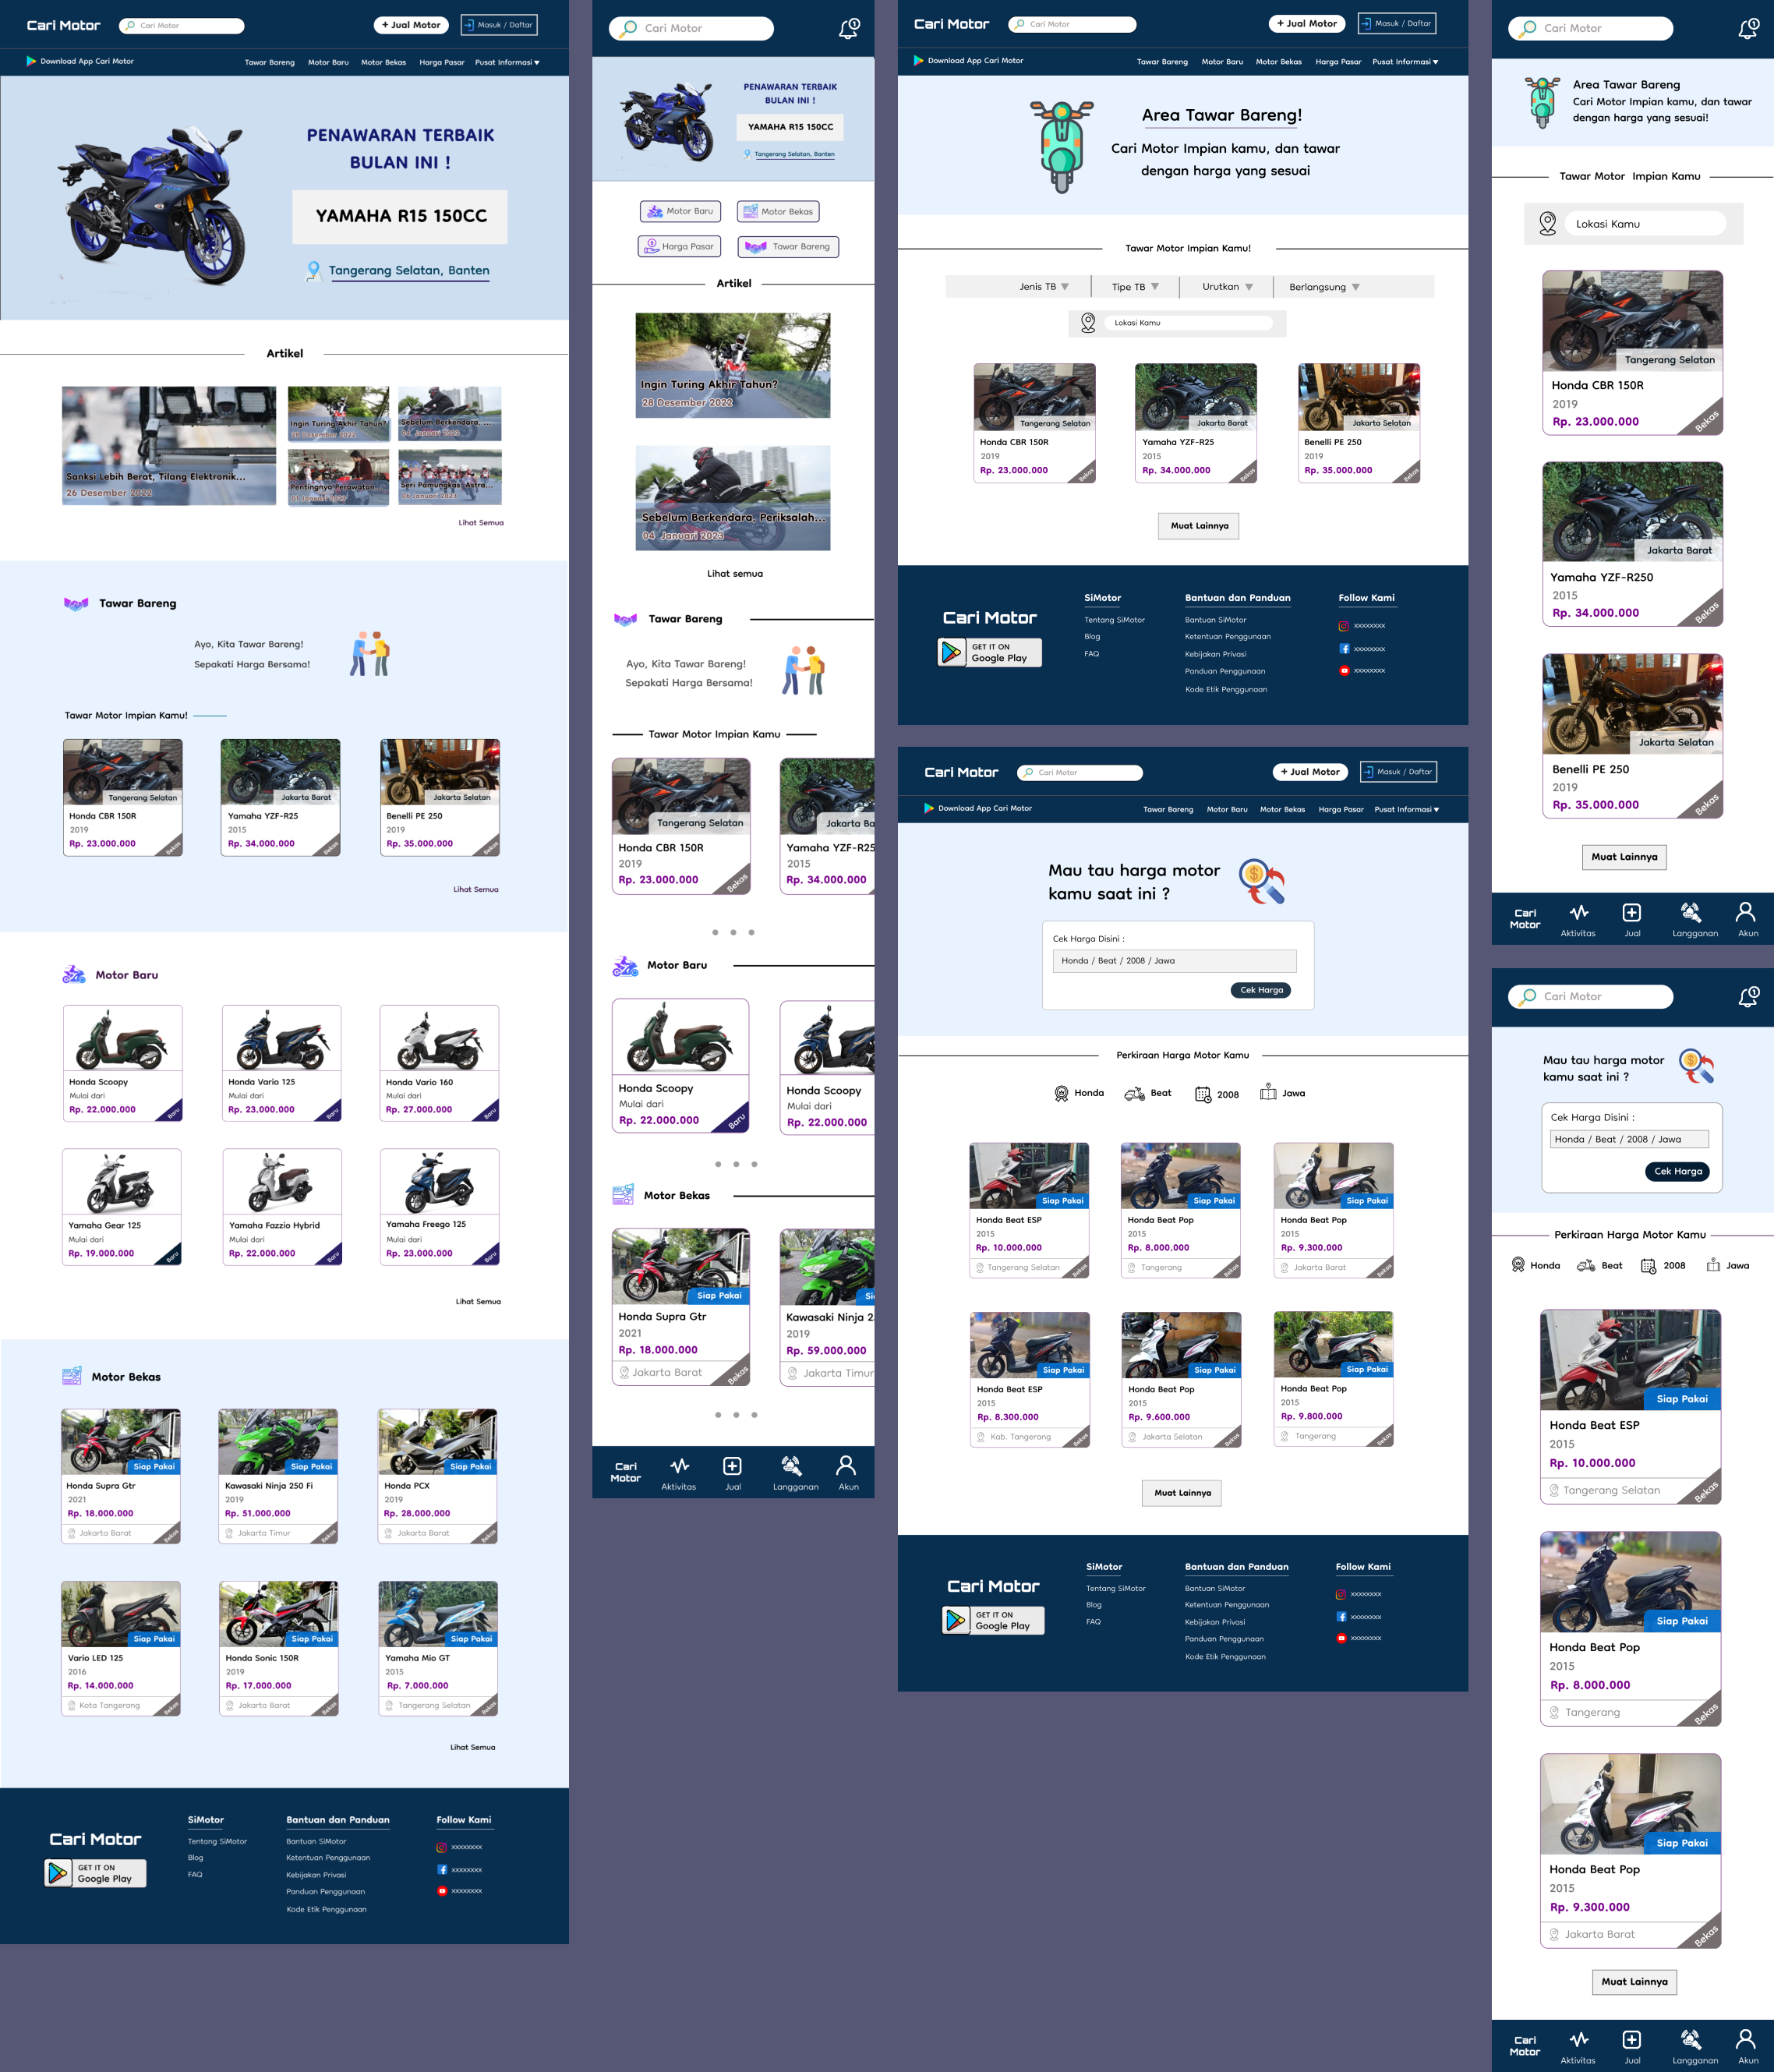 Cari Motor
Cari Motor
+ Jual Motor
Masuk / Daftar
Download App Cari Motor
Tawar Bareng
Motor Baru
Motor Bekas
Harga Pasar
Pusat Informasi
PENAWARAN TERBAIK
BULAN INI !
YAMAHA R15 150CC
Tangerang Selatan, Banten
Artikel
Sanksi Lebih Berat, Tilang Elektronik...
26 Desember 2022
Ingin Turing Akhir Tahun?
28 Desember 2022
Sebelum Berkendara, ...
04 Januari 2023
Pentingnya Perawatan...
01 Januari 2023
Seri Pamungkas Astra...
06 Januari 2023
Lihat Semua
Tawar Bareng
Ayo, Kita Tawar Bareng!
Sepakati Harga Bersama!
Tawar Motor Impian Kamu!
Tangerang Selatan
Honda CBR 150R
2019
Rp. 23.000.000
Bekas
Jakarta Barat
Yamaha YZF-R25
2015
Rp. 34.000.000
Bekas
Jakarta Selatan
Benelli PE 250
2019
Rp. 35.000.000
Bekas
Lihat Semua
Motor Baru
Honda Scoopy
Mulai dari
Rp. 22.000.000
Baru
Honda Vario 125
Mulai dari
Rp. 23.000.000
Baru
Honda Vario 160
Mulai dari
Rp. 27.000.000
Baru
Yamaha Gear 125
Mulai dari
Rp. 19.000.000
Baru
Yamaha Fazzio Hybrid
Mulai dari
Rp. 22.000.000
Baru
Yamaha Freego 125
Mulai dari
Rp. 23.000.000
Baru
Lihat Semua
Motor Bekas
Siap Pakai
Honda Supra Gtr
2021
Rp. 18.000.000
Jakarta Barat
Bekas
Siap Pakai
Kawasaki Ninja 250 Fi
2019
Rp. 51.000.000
Jakarta Timur
Bekas
Siap Pakai
Honda PCX
2019
Rp. 28.000.000
Jakarta Barat
Bekas
Siap Pakai
Vario LED 125
2016
Rp. 14.000.000
Kota Tangerang
Bekas
Siap Pakai
Honda Sonic 150R
2019
Rp. 17.000.000
Jakarta Barat
Bekas
Siap Pakai
Yamaha Mio GT
2015
Rp. 7.000.000
Tangerang Selatan
Bekas
Lihat Semua
Cari Motor
GET IT ON
Google Play
SiMotor
Tentang SiMotor
Blog
FAQ
Bantuan dan Panduan
Bantuan SiMotor
Ketentuan Penggunaan
Kebijakan Privasi
Panduan Penggunaan
Kode Etik Penggunaan
Follow Kami
xxxxxxxx
xxxxxxxx
xxxxxxxx
Cari Motor
1
PENAWARAN TERBAIK
BULAN INI !
YAMAHA R15 150CC
Tangerang Selatan, Banten
Motor Baru
Motor Bekas
Harga Pasar
Tawar Bareng
Artikel
Ingin Turing Akhir Tahun?
28 Desember 2022
Sebelum Berkendara, Periksalah...
04 Januari 2023
Lihat semua
Tawar Bareng
Ayo, Kita Tawar Bareng!
Sepakati Harga Bersama!
Tawar Motor Impian Kamu
Tangerang Selatan
Honda CBR 150R
2019
Rp. 23.000.000
Bekas
Jakarta Ba
Yamaha YZF-R25
2015
Rp. 34.000.000
Motor Baru
Honda Scoopy
Mulai dari
Rp. 22.000.000
Baru
Honda Scoopy
Mulai dari
Rp. 22.000.000
Motor Bekas
Siap Pakai
Honda Supra Gtr
2021
Rp. 18.000.000
Jakarta Barat
Bekas
Si
Kawasaki Ninja 2
2019
Rp. 59.000.000
Jakarta Timur
Cari
Motor
Aktivitas
Jual
Langganan
Akun
Cari Motor
Cari Motor
+ Jual Motor
Masuk / Daftar
Download App Cari Motor
Tawar Bareng
Motor Baru
Motor Bekas
Harga Pasar
Pusat Informasi
Area Tawar Bareng!
Cari Motor Impian kamu, dan tawar
dengan harga yang sesuai
Tawar Motor Impian Kamu!
Jenis TB
Tipe TB
Urutkan
Berlangsung
Lokasi Kamu
Tangerang Selatan
Honda CBR 150R
2019
Rp. 23.000.000
Bekas
Jakarta Barat
Yamaha YZF-R25
2015
Rp. 34.000.000
Bekas
Jakarta Selatan
Benelli PE 250
2019
Rp. 35.000.000
Bekas
Muat Lainnya
Cari Motor
GET IT ON
Google Play
SiMotor
Tentang SiMotor
Blog
FAQ
Bantuan dan Panduan
Bantuan SiMotor
Ketentuan Penggunaan
Kebijakan Privasi
Panduan Penggunaan
Kode Etik Penggunaan
Follow Kami
xxxxxxxx
xxxxxxxx
xxxxxxxx
Cari Motor
Cari Motor
+ Jual Motor
Masuk / Daftar
Download App Cari Motor
Tawar Bareng
Motor Baru
Motor Bekas
Harga Pasar
Pusat Informasi
Mau tau harga motor
kamu saat ini ?
Cek Harga Disini :
Honda / Beat / 2008 / Jawa
Cek Harga
Perkiraan Harga Motor Kamu
Honda
Beat
2008
Jawa
Siap Pakai
Honda Beat ESP
2015
Rp. 10.000.000
Tangerang Selatan
Bekas
Siap Pakai
Honda Beat Pop
2015
Rp. 8.000.000
Tangerang
Bekas
Siap Pakai
Honda Beat Pop
2015
Rp. 9.300.000
Jakarta Barat
Bekas
Siap Pakai
Honda Beat ESP
2015
Rp. 8.300.000
Kab. Tangerang
Bekas
Siap Pakai
Honda Beat Pop
2015
Rp. 9.600.000
Jakarta Selatan
Bekas
Siap Pakai
Honda Beat Pop
2015
Rp. 9.800.000
Tangerang
Bekas
Muat Lainnya
Cari Motor
GET IT ON
Google Play
SiMotor
Tentang SiMotor
Blog
FAQ
Bantuan dan Panduan
Bantuan SiMotor
Ketentuan Penggunaan
Kebijakan Privasi
Panduan Penggunaan
Kode Etik Penggunaan
Follow Kami
xxxxxxxx
xxxxxxxx
xxxxxxxx
Cari Motor
1
Area Tawar Bareng
Cari Motor Impian kamu, dan tawar
dengan harga yang sesuai!
Tawar Motor Impian Kamu
Lokasi Kamu
Tangerang Selatan
Honda CBR 150R
2019
Rp. 23.000.000
Bekas
Jakarta Barat
Yamaha YZF-R250
2015
Rp. 34.000.000
Bekas
Jakarta Selatan
Benelli PE 250
2019
Rp. 35.000.000
Bekas
Muat Lainnya
Cari
Motor
Aktivitas
Jual
Langganan
Akun
Cari Motor
1
Mau tau harga motor
kamu saat ini ?
Cek Harga Disini :
Honda / Beat / 2008 / Jawa
Cek Harga
Perkiraan Harga Motor Kamu
Honda
Beat
2008
Jawa
Siap Pakai
Honda Beat ESP
2015
Rp. 10.000.000
Tangerang Selatan
Bekas
Siap Pakai
Honda Beat Pop
2015
Rp. 8.000.000
Tangerang
Bekas
Siap Pakai
Honda Beat Pop
2015
Rp. 9.300.000
Jakarta Barat
Bekas
Muat Lainnya
Cari
Motor
Aktivitas
Jual
Langganan
Akun